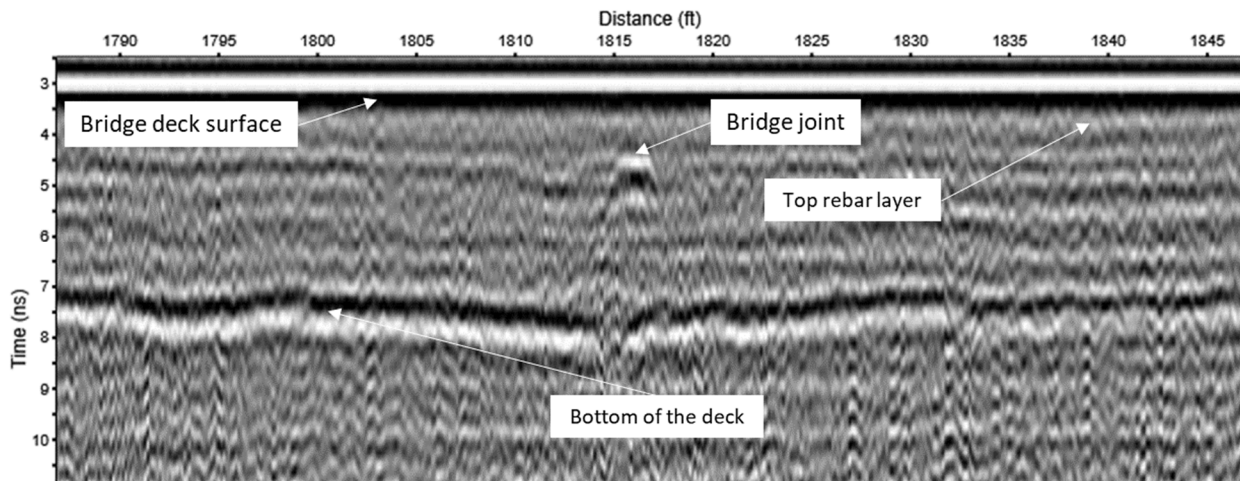 Distance (ft)
1790 1795 1800 1805 1810 1815 1820 1825 1830 1835 1840 1845
Time (ns)
3
4
5
6
7
8
9
10
Bridge deck surface
Bridge joint
Top rebar layer
Bottom of the deck